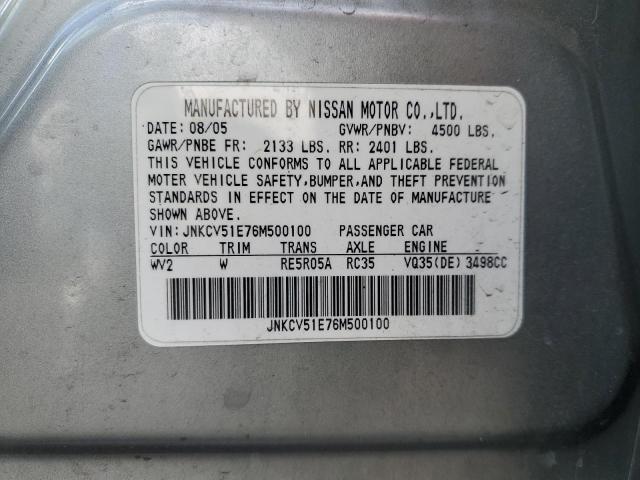 MANUFACTURED BY NISSAN MOTOR CO.,LTD.
DATE: 08/05 GVWR/PNBV: 4500 LBS.
GAWR/PNBE FR: 2133 LBS. RR: 2401 LBS.
THIS VEHICLE CONFORMS TO ALL APPLICABLE FEDERAL
MOTER VEHICLE SAFETY,BUMPER,AND THEFT PREVENTION
STANDARDS IN EFFECT ON THE DATE OF MANUFACTURE
SHOWN ABOVE.
VIN: JNKCV51E76M500100 PASSENGER CAR
COLOR TRIM TRANS AXLE ENGINE
WV2 W RE5R05A RC35 VQ35(DE) 3498CC
JNKCV51E76M500100